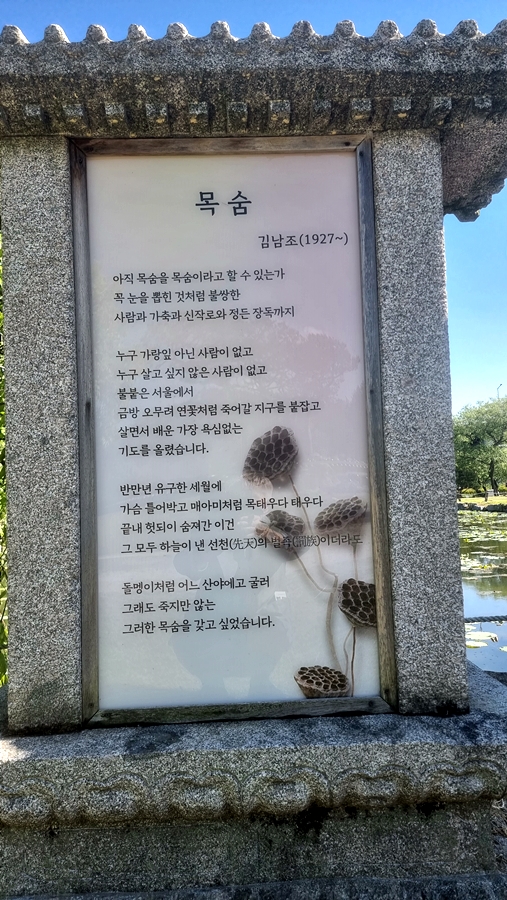 목숨
김남조(1927~)
아직 목숨을 목숨이라고 할 수 있는가
꼭 눈을 뽑힌 것처럼 불쌍한
사람과 가축과 신작로와 정든 장독까지
누구 가랑잎 아닌 사람이 없고
누구 살고 싶지 않은 사람이 없고
불붙은 서울에서
금방 오무려 연꽃처럼 죽어갈 지구를 붙잡고
살면서 배운 가장 욕심없는
기도를 올렸습니다.
반만년 유구한 세월에
가슴 틀어박고 매아미처럼 목태우다 태우다
끝내 헛되이 숨져간 이건
그 모두 하늘이 낸 선천(先天)의 벌족(罰族)이더라도
돌멩이처럼 어느 산야에고 굴러
그래도 죽지만 않는
그러한 목숨을 갖고 싶었습니다.